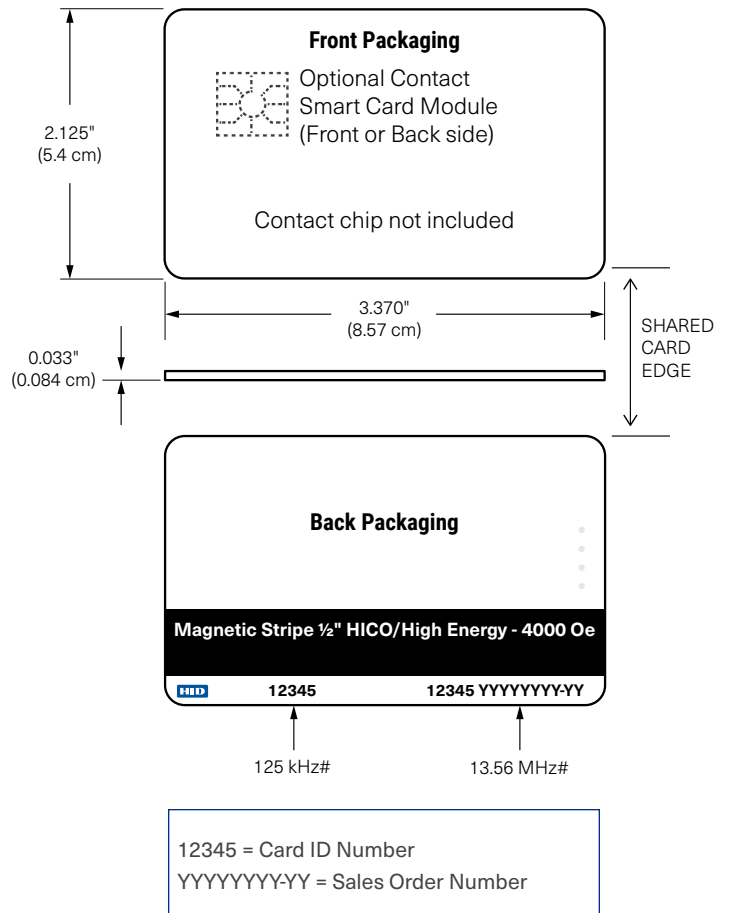 Front Packaging
Optional Contact
Smart Card Module
(Front or Back side)
2.125"
(5.4 cm)
Contact chip not included
3.370"
(8.57 cm)
SHARED
CARD
EDGE
0.033"
(0.084 cm)
Back Packaging
Magnetic Stripe ½" HICO/High Energy - 4000 Oe
HID 12345 12345 YYYYYYYY-YY
125 kHz# 13.56 MHz#
12345 = Card ID Number
YYYYYYYY-YY = Sales Order Number